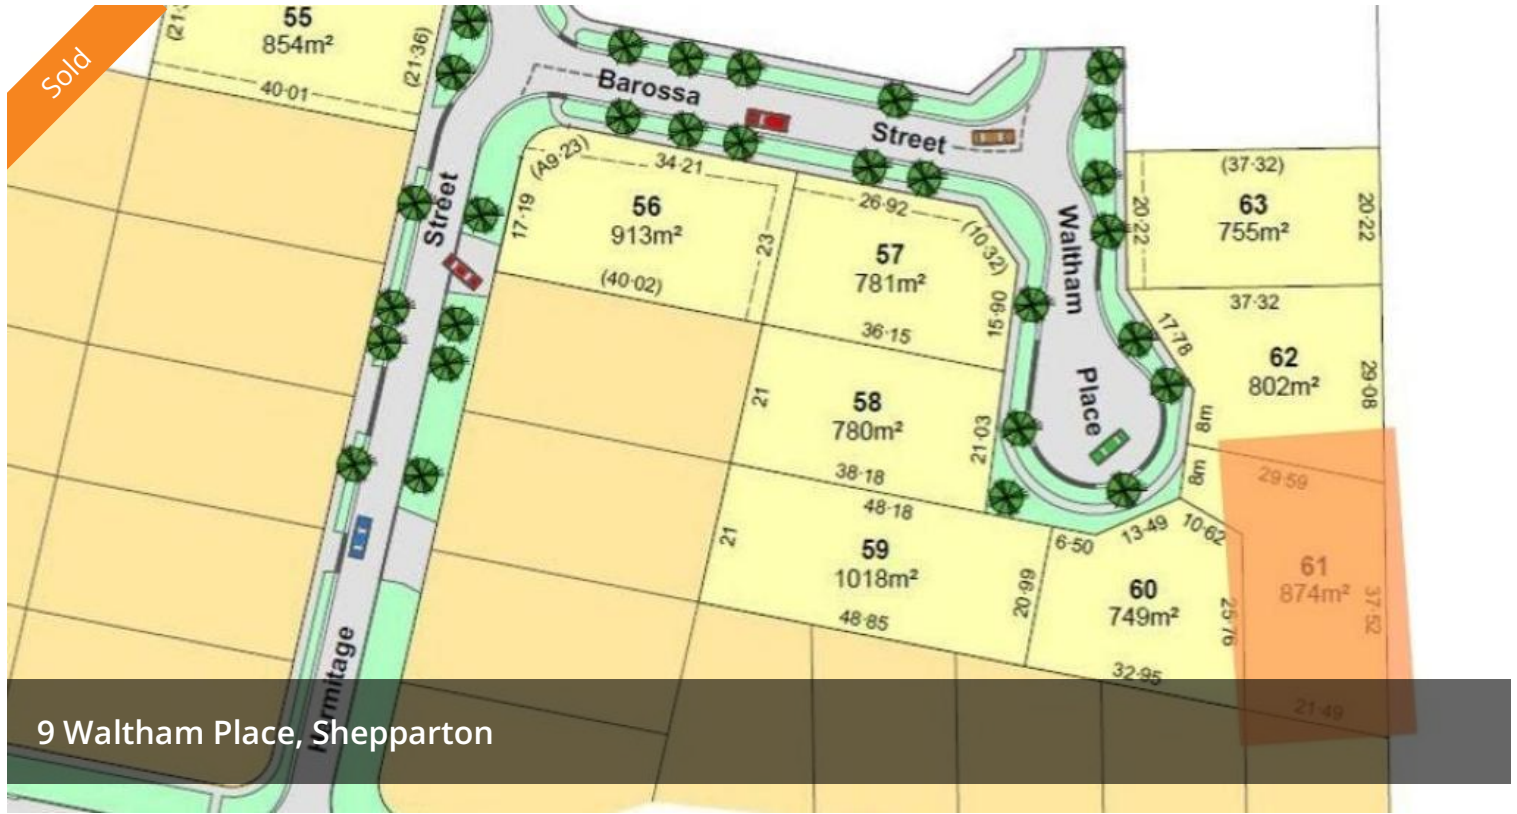 Sold
55
854m²
(21·36)
40·01
Barossa
Street
(A9·23)
34·21
17·19
56
913m²
23
(40·02)
Street
26·92
(10·32)
57
781m²
15·90
36·15
Waltham
Place
(37·32)
63
755m²
20·22
20·22
37·32
17·78
62
802m²
29·08
8m
8m
21
58
780m²
21·03
38·18
48·18
21
59
1018m²
20·99
48·85
6·50
13·49
10·62
60
749m²
25·76
32·95
29·59
61
874m²
37·52
21·49
9 Waltham Place, Shepparton